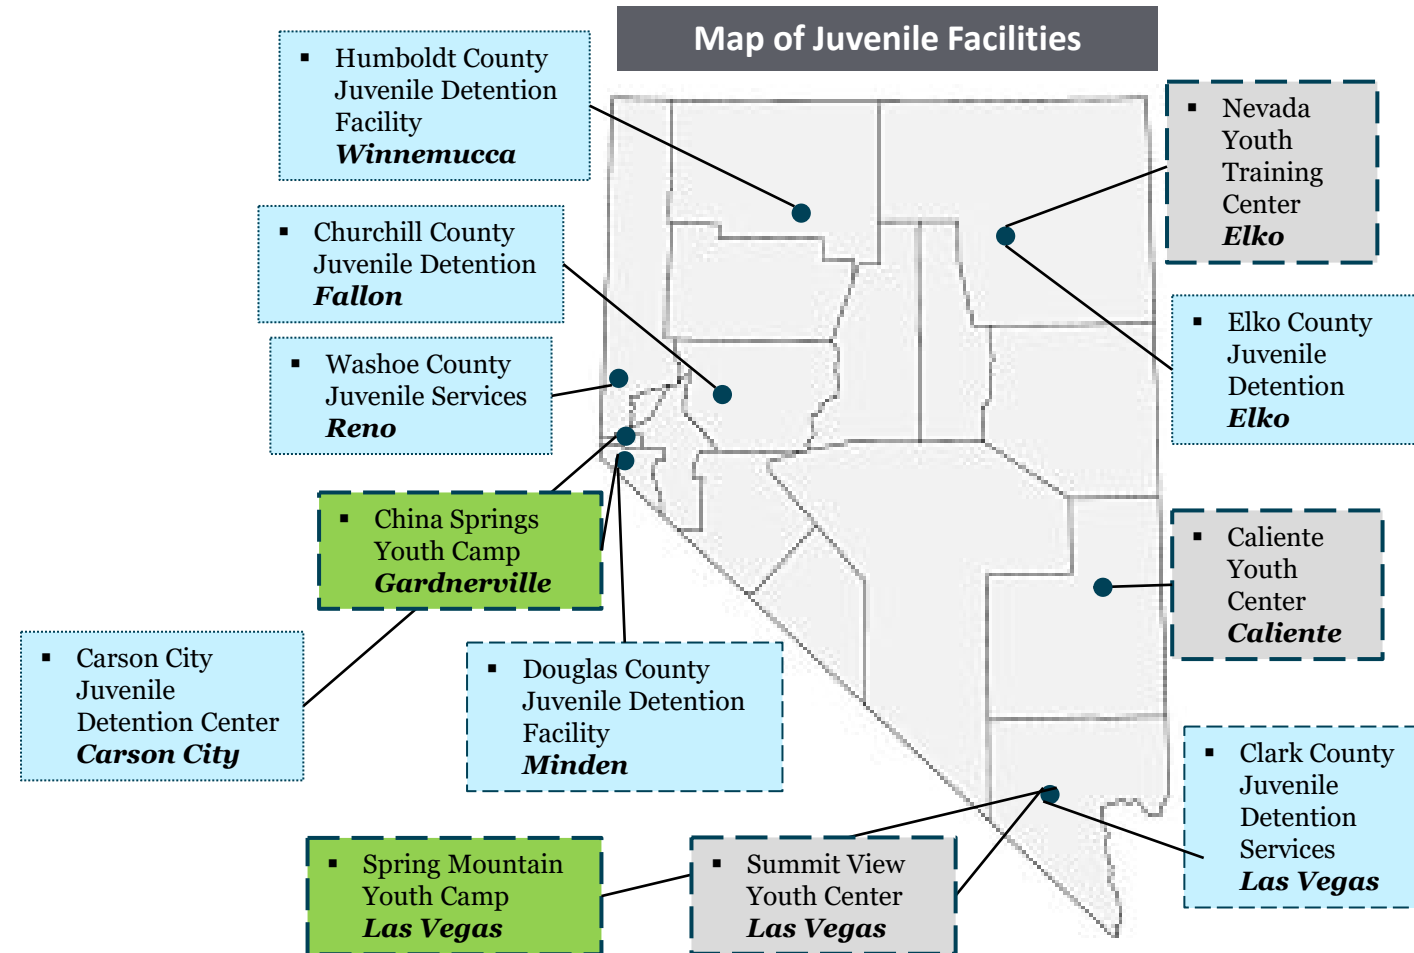 Map of Juvenile Facilities
▪ Humboldt County
Juvenile Detention
Facility
Winnemucca
▪ Nevada
Youth
Training
Center
Elko
▪ Churchill County
Juvenile Detention
Fallon
▪ Elko County
Juvenile
Detention
Elko
▪ Washoe County
Juvenile Services
Reno
▪ China Springs
Youth Camp
Gardnerville
▪ Caliente
Youth
Center
Caliente
▪ Carson City
Juvenile
Detention Center
Carson City
▪ Douglas County
Juvenile Detention
Facility
Minden
▪ Clark County
Juvenile
Detention
Services
Las Vegas
▪ Spring Mountain
Youth Camp
Las Vegas
▪ Summit View
Youth Center
Las Vegas